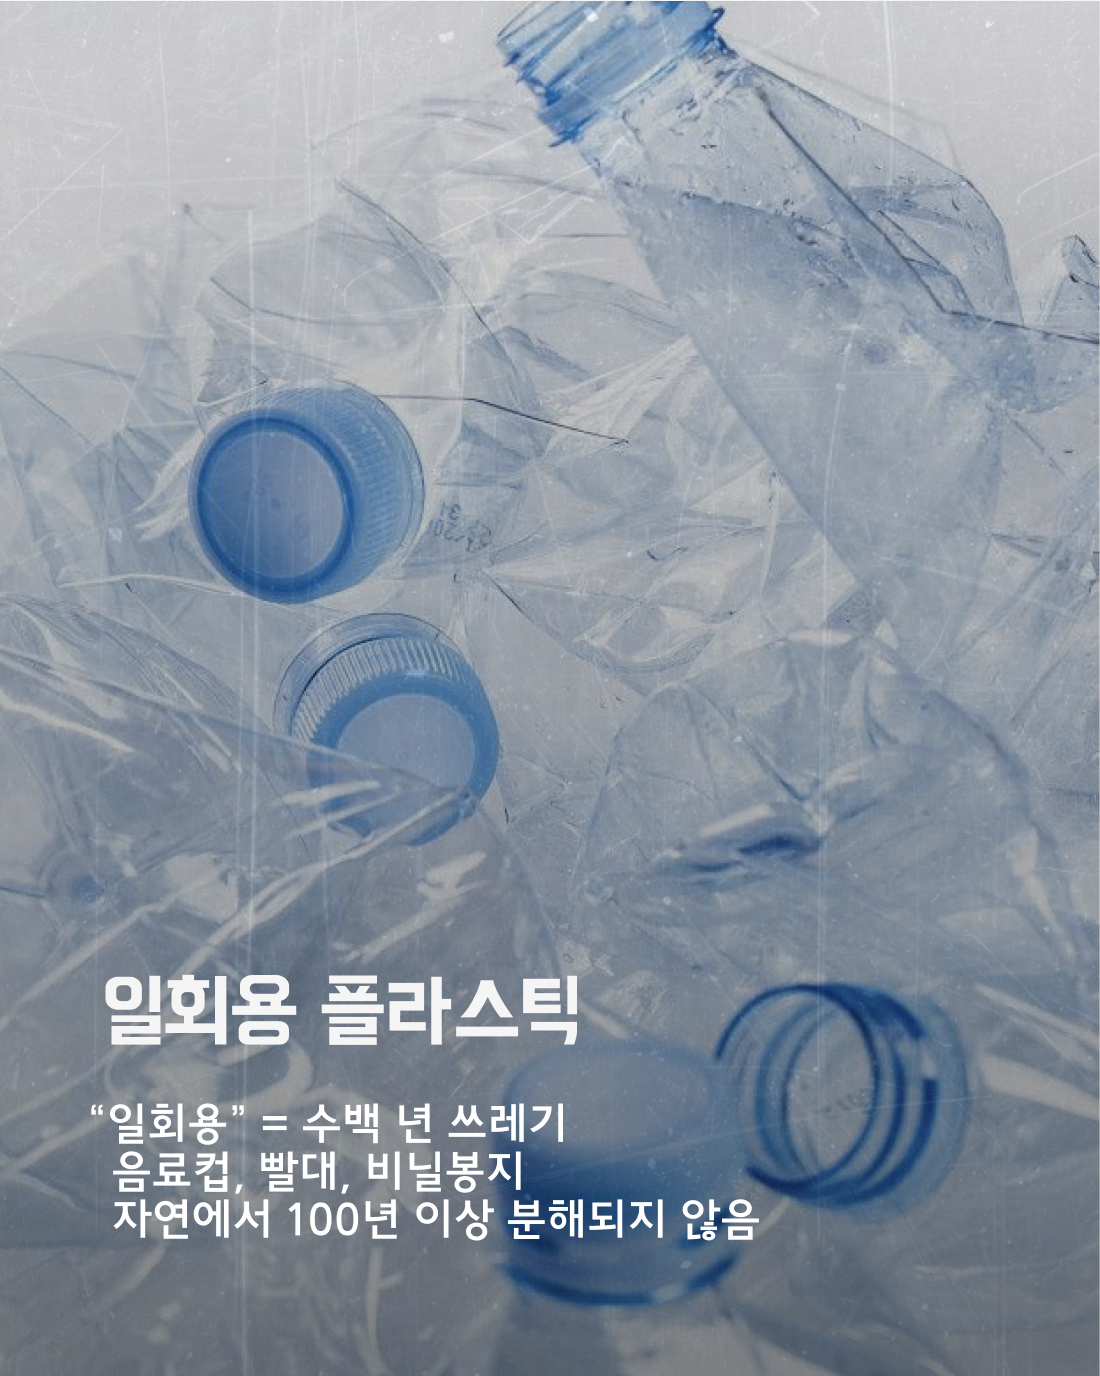 일회용 플라스틱
“일회용” = 수백 년 쓰레기
음료컵, 빨대, 비닐봉지
자연에서 100년 이상 분해되지 않음